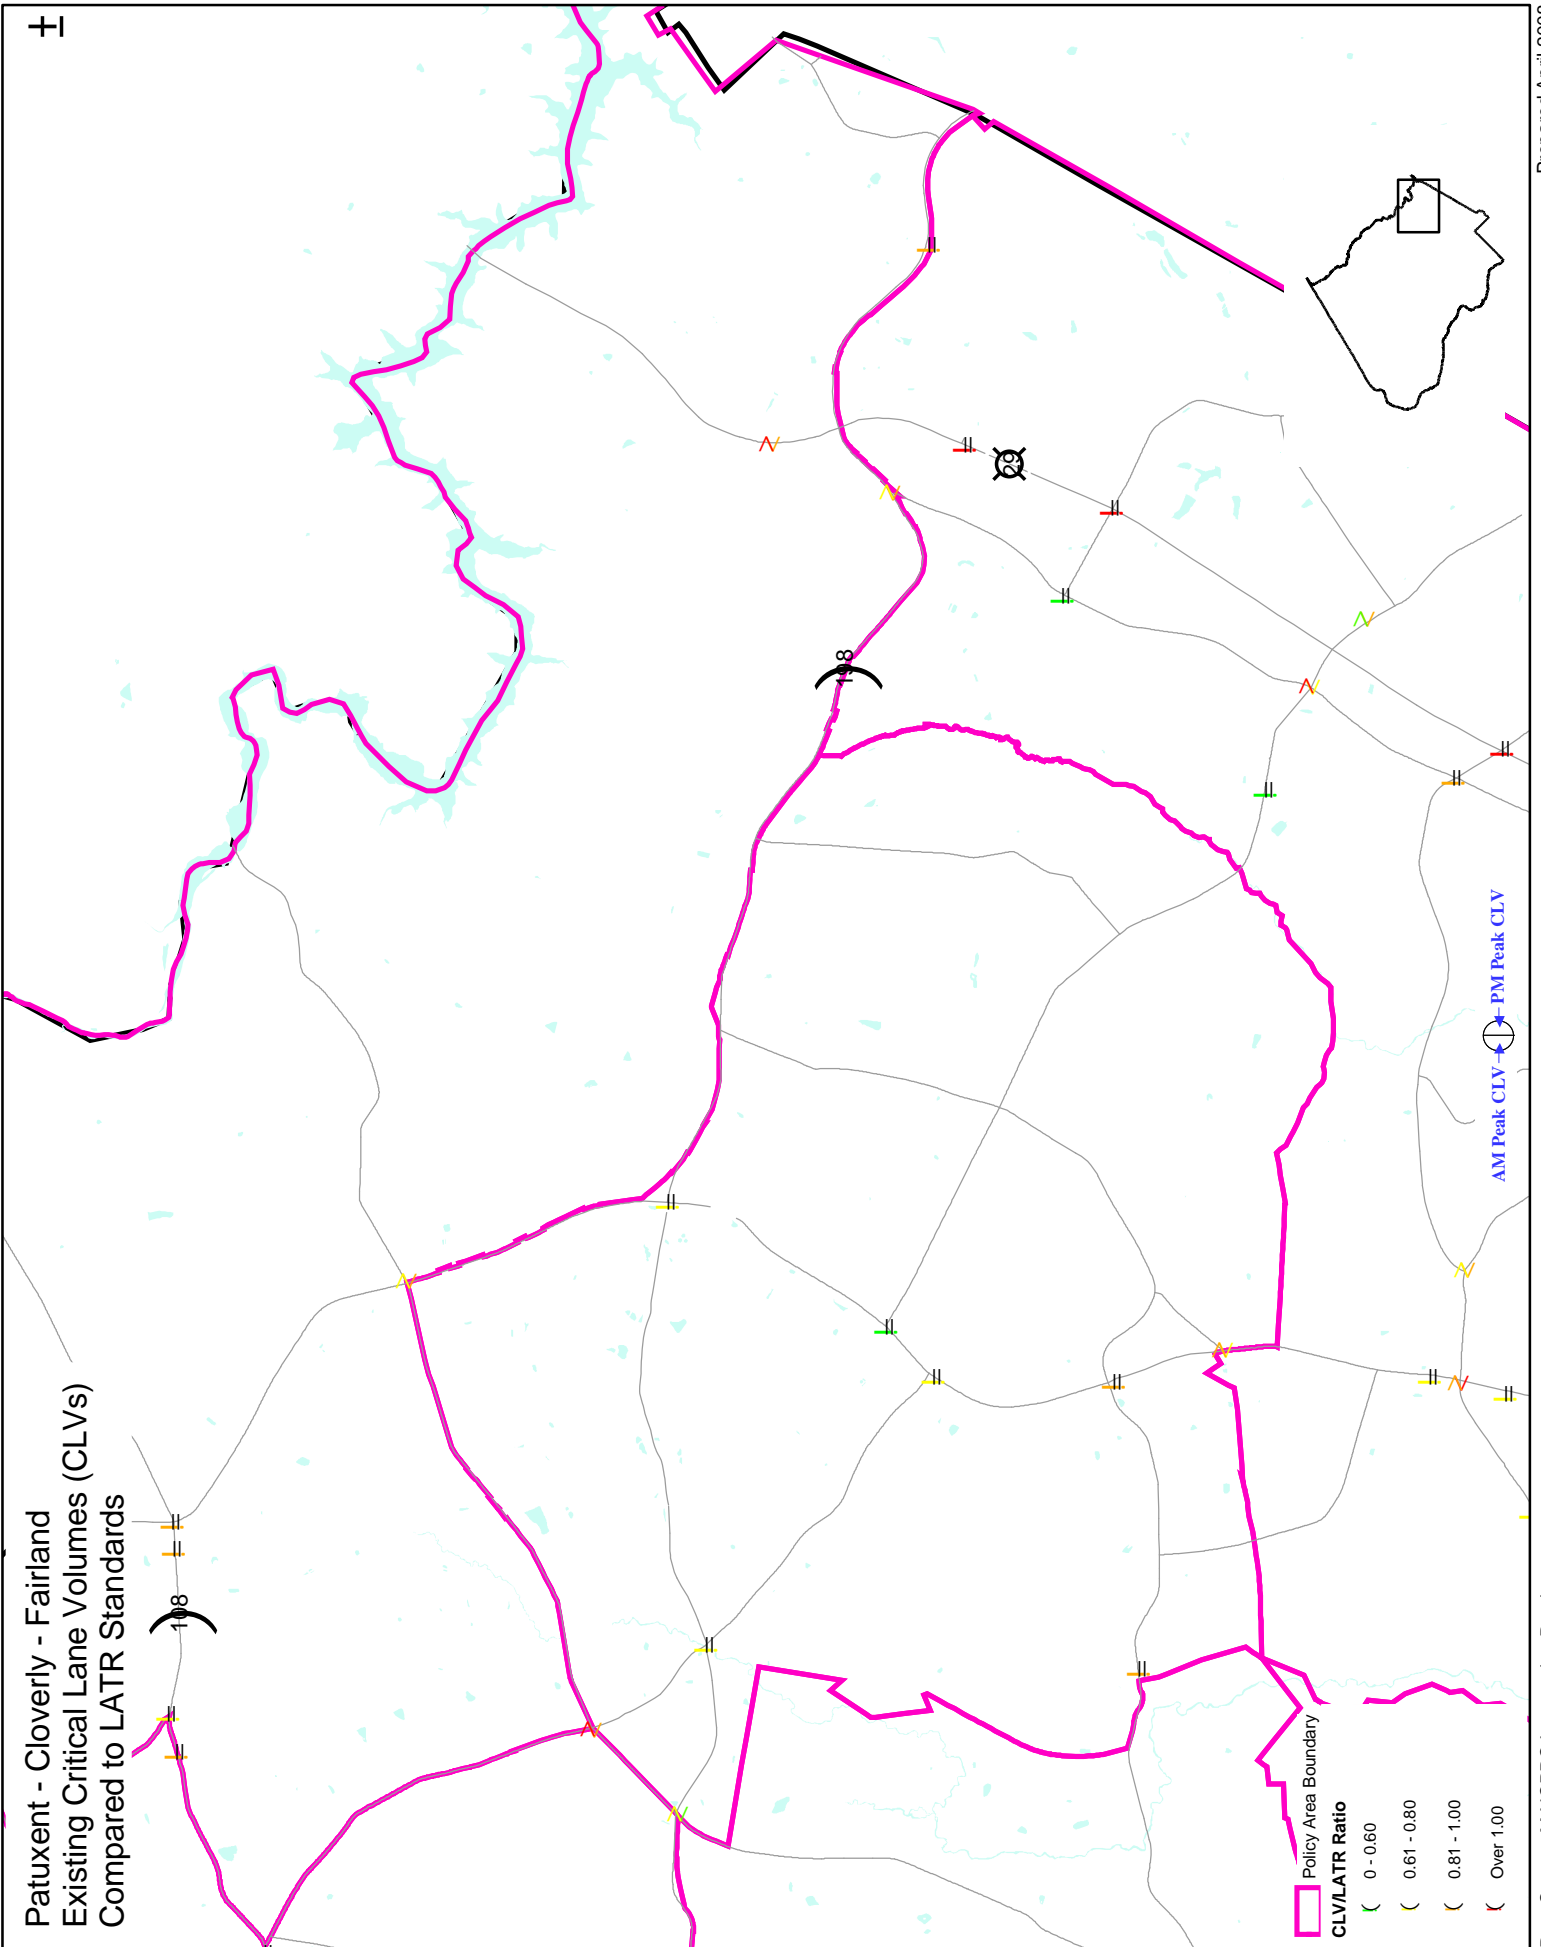 Patuxent - Cloverly - Fairland
Existing Critical Lane Volumes (CLVs)
Compared to LATR Standards
108
198
29
Policy Area Boundary
CLV/LATR Ratio
0 - 0.60
0.61 - 0.80
0.81 - 1.00
Over 1.00
AM Peak CLV
PM Peak CLV